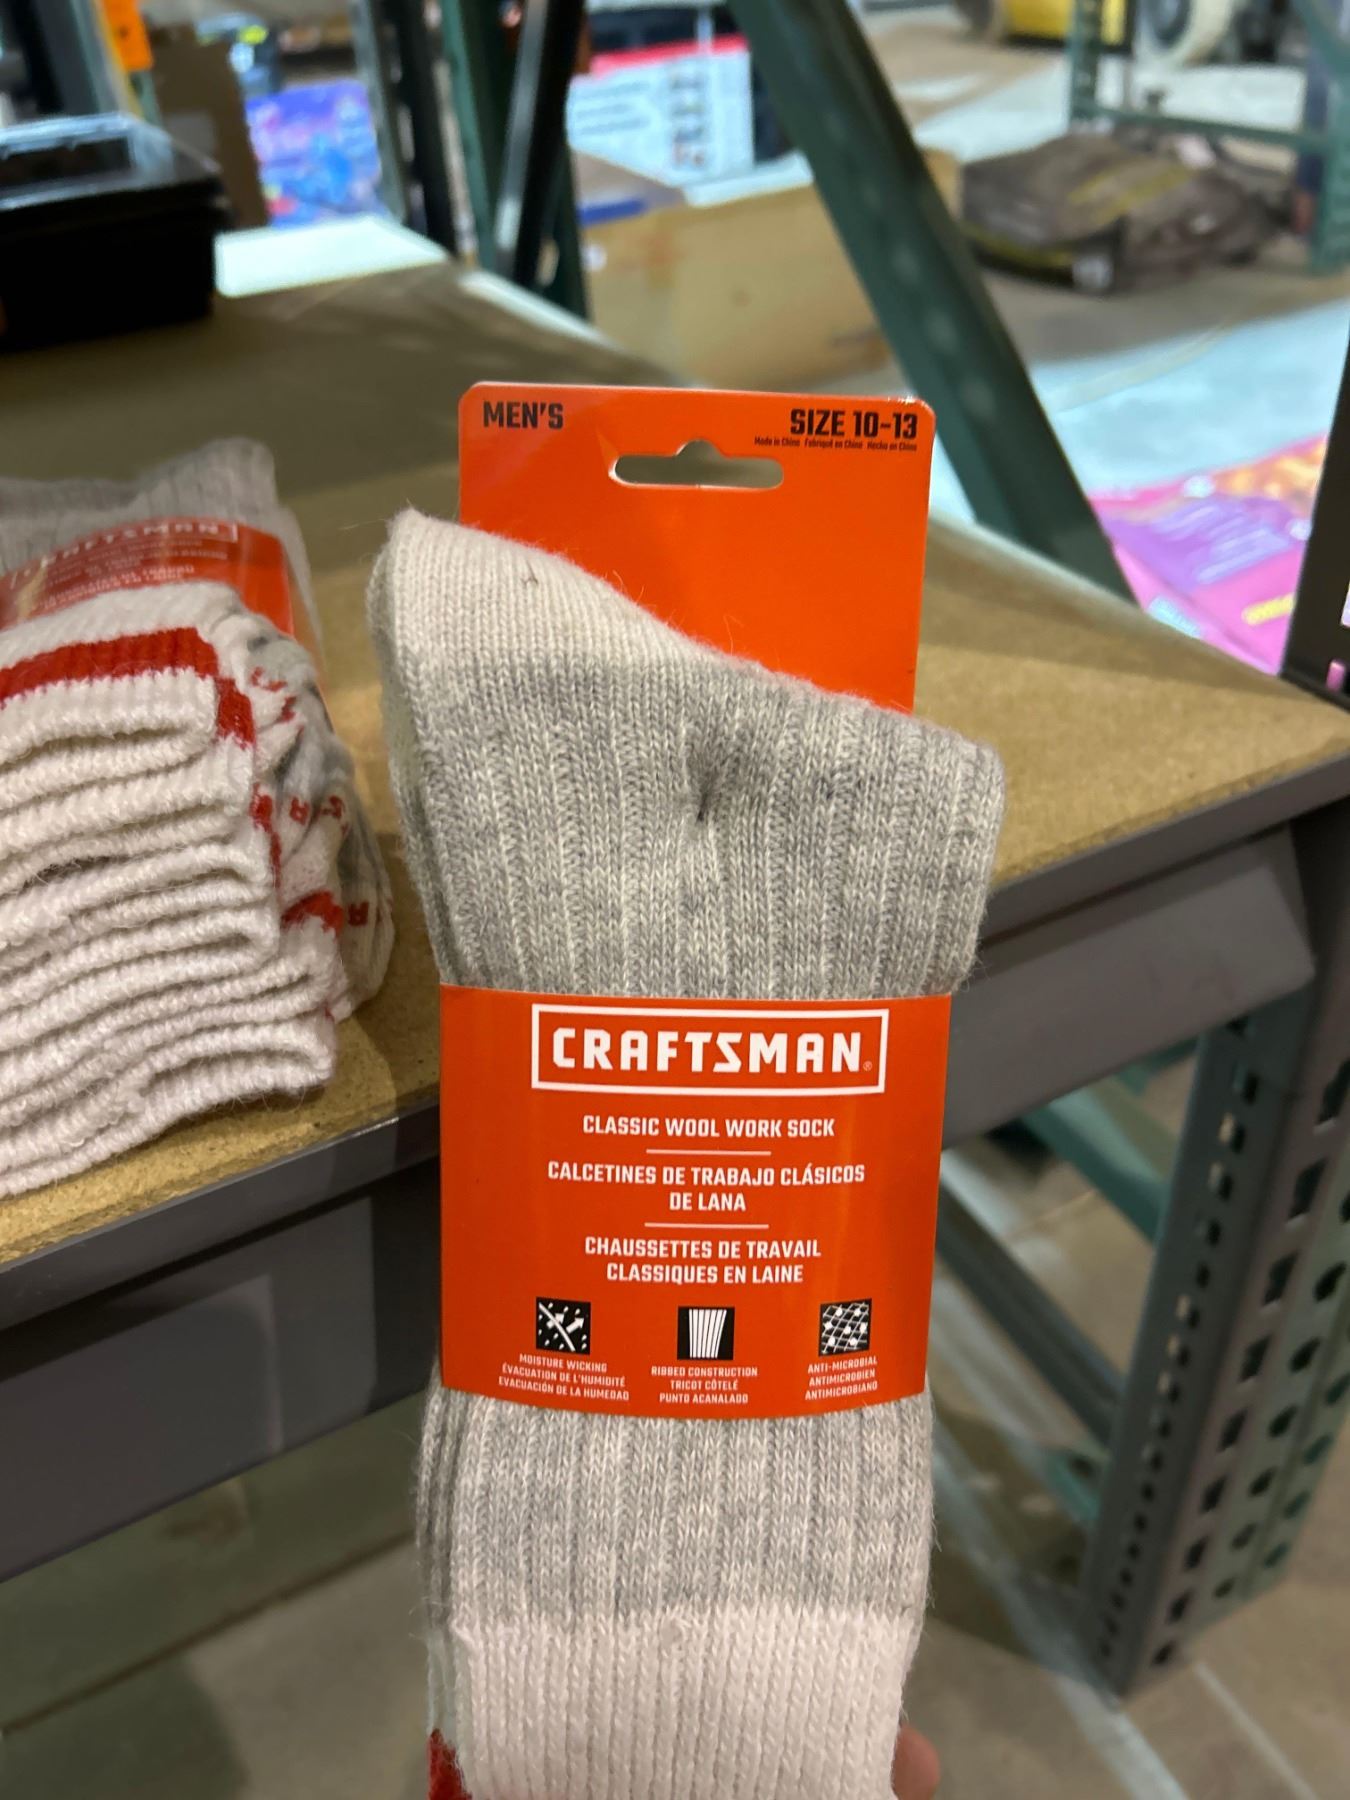 MEN'S
SIZE 10-13
Made in China Fabriqué en Chine Hecho en China
CRAFTSMAN®
CLASSIC WOOL WORK SOCK
CALCETINES DE TRABAJO CLÁSICOS
DE LANA
CHAUSSETTES DE TRAVAIL
CLASSIQUES EN LAINE
MOISTURE WICKING
ÉVACUATION DE L'HUMIDITÉ
EVACUACIÓN DE LA HUMEDAD
RIBBED CONSTRUCTION
TRICOT CÔTELÉ
PUNTO ACANALADO
ANTI-MICROBIAL
ANTIMICROBIEN
ANTIMICROBIANO
CRAFTSMAN